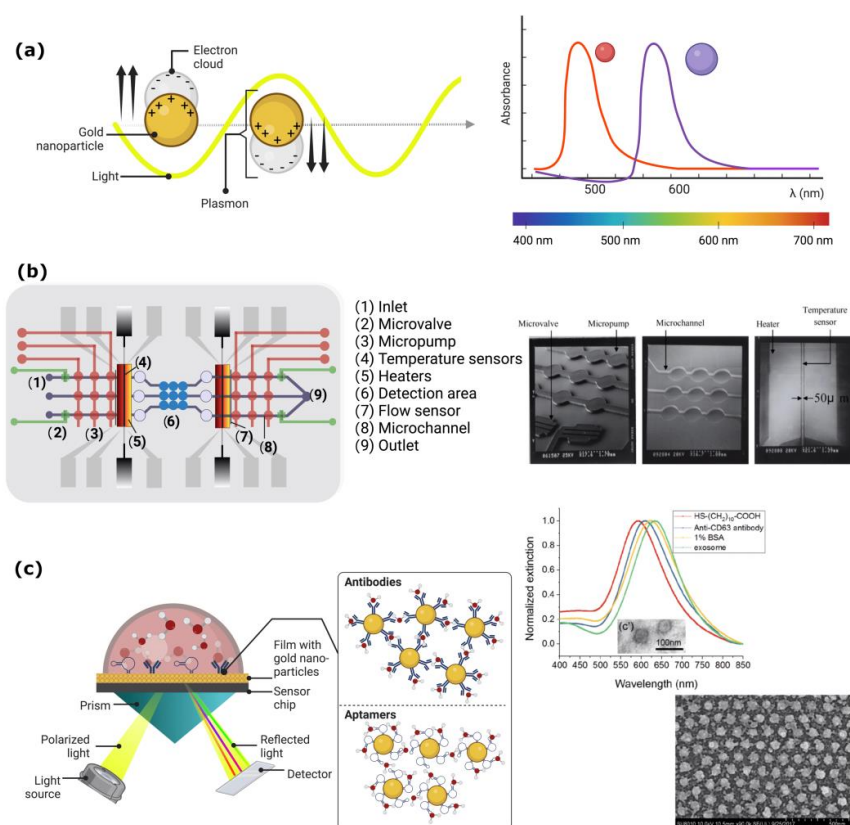 (a)
Electron
cloud
Gold
nanoparticle
Light
Plasmon
Absorbance
500
600
λ (nm)
400 nm
500 nm
600 nm
700 nm
(b)
(1)
(2)
(3)
(4)
(5)
(6)
(7)
(8)
(9)
(1) Inlet
(2) Microvalve
(3) Micropump
(4) Temperature sensors
(5) Heaters
(6) Detection area
(7) Flow sensor
(8) Microchannel
(9) Outlet
Microvalve
Micropump
Microchannel
Heater
Temperature
sensor
50μ m
(c)
Film with
gold nano-
particles
Sensor
chip
Prism
Polarized
light
Light
source
Reflected
light
Detector
Antibodies
Aptamers
Normalized extinction
1.0
0.8
0.6
0.4
0.2
0.0
HS-(CH2)10-COOH
Anti-CD63 antibody
1% BSA
exosome
(c')
100nm
400 450 500 550 600 650 700 750 800 850
Wavelength (nm)